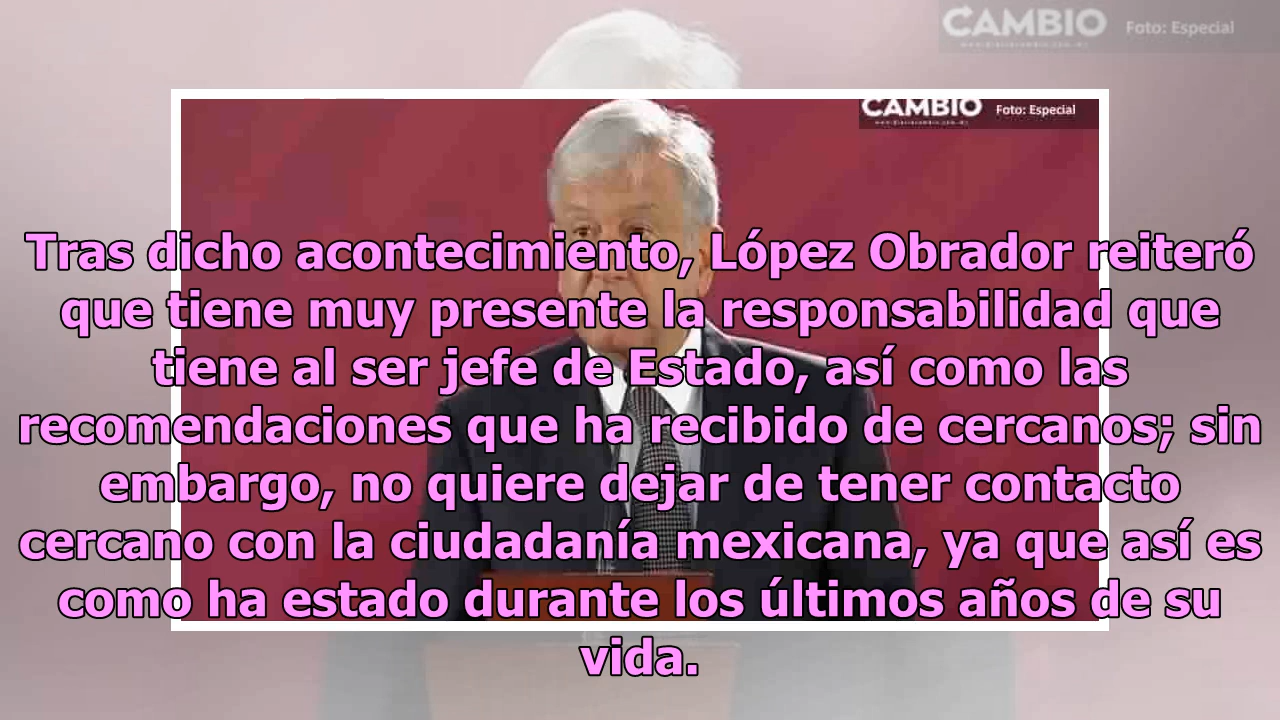 CAMBIO Foto: Especial
CAMBIO Foto: Especial
Tras dicho acontecimiento, López Obrador reiteró
que tiene muy presente la responsabilidad que
tiene al ser jefe de Estado, así como las
recomendaciones que ha recibido de cercanos; sin
embargo, no quiere dejar de tener contacto
cercano con la ciudadanía mexicana, ya que así es
como ha estado durante los últimos años de su
vida.